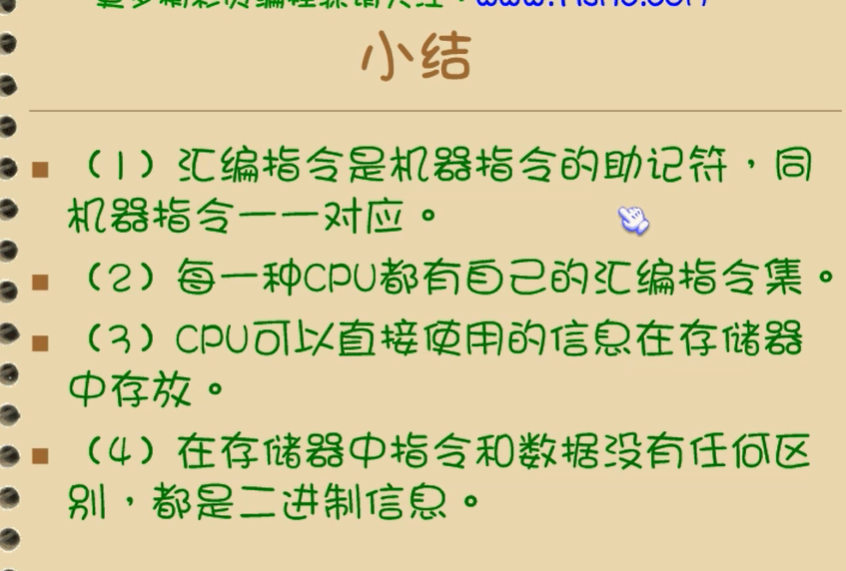 小结
（1）汇编指令是机器指令的助记符，同
机器指令一一对应。
（2）每一种CPU都有自己的汇编指令集。
（3）CPU可以直接使用的信息在存储器
中存放。
（4）在存储器中指令和数据没有任何区
别，都是二进制信息。